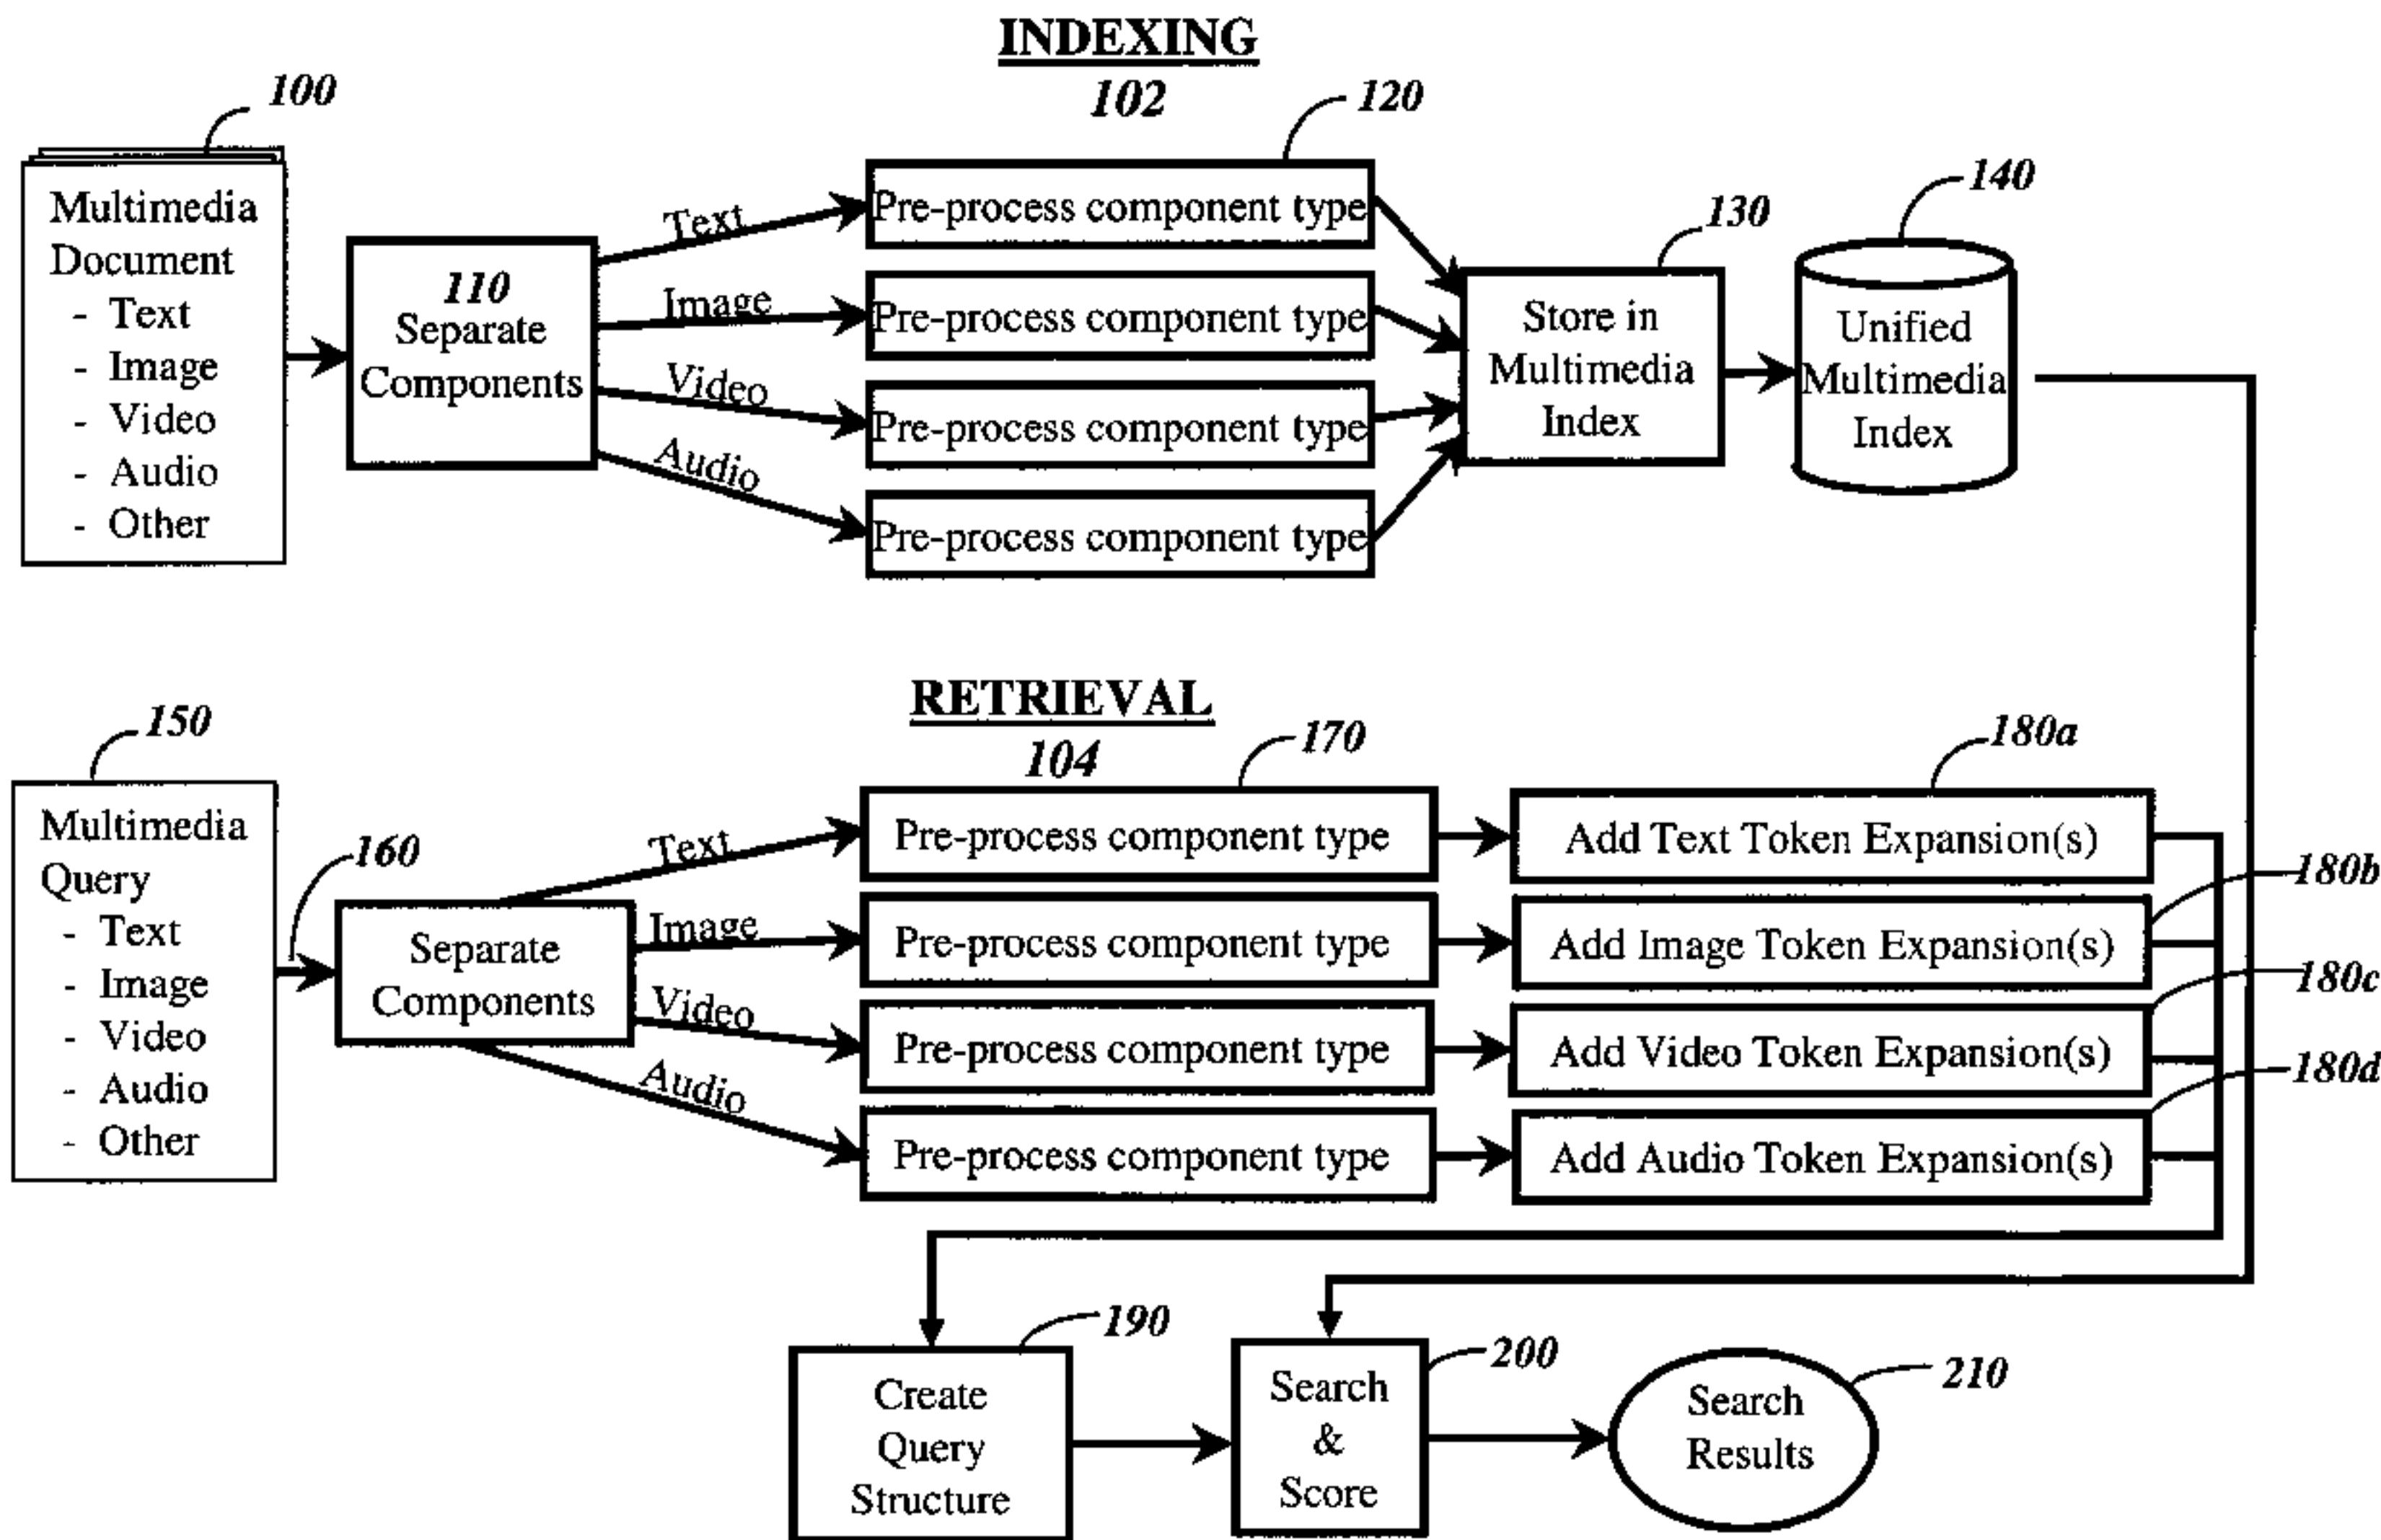 INDEXING
102
100
120
140
130
Multimedia
Document
- Text
- Image
- Video
- Audio
- Other
110
Separate
Components
Text
Image
Video
Audio
Pre-process component type
Pre-process component type
Pre-process component type
Pre-process component type
Store in
Multimedia
Index
Unified
Multimedia
Index
RETRIEVAL
104
150
160
170
180a
180b
180c
180d
Multimedia
Query
- Text
- Image
- Video
- Audio
- Other
Separate
Components
Text
Image
Video
Audio
Pre-process component type
Pre-process component type
Pre-process component type
Pre-process component type
Add Text Token Expansion(s)
Add Image Token Expansion(s)
Add Video Token Expansion(s)
Add Audio Token Expansion(s)
190
200
210
Create
Query
Structure
Search
&
Score
Search
Results